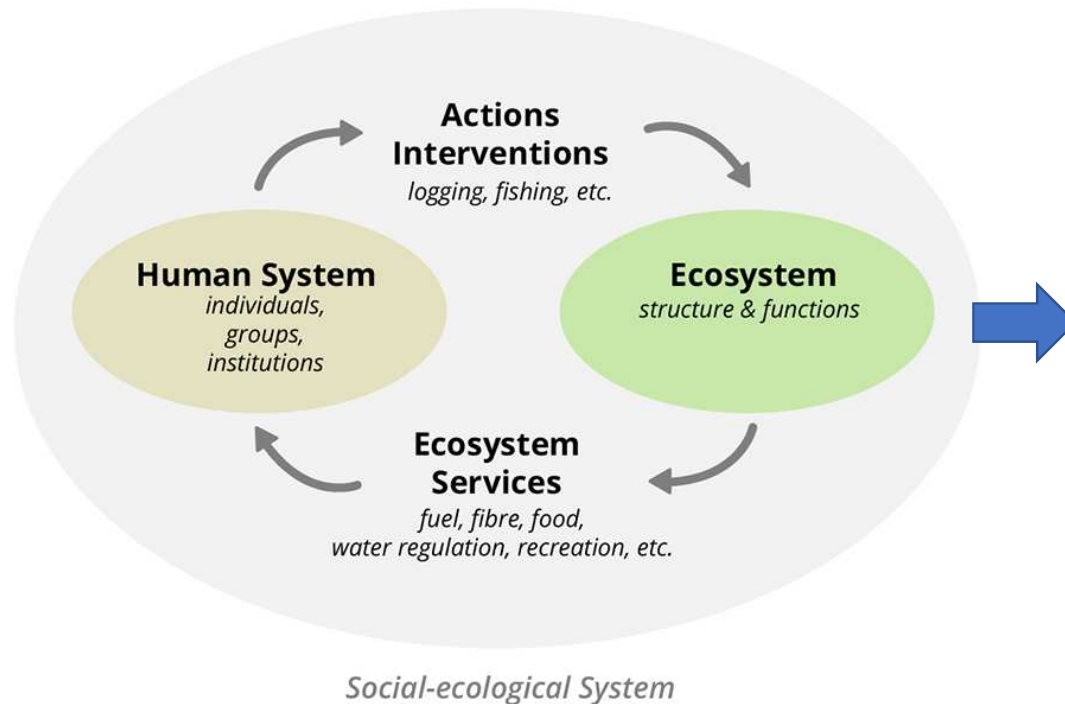 Actions
Interventions
logging, fishing, etc.
Human System
individuals,
groups,
institutions
Ecosystem
structure & functions
Ecosystem
Services
fuel, fibre, food,
water regulation, recreation, etc.
Social-ecological System